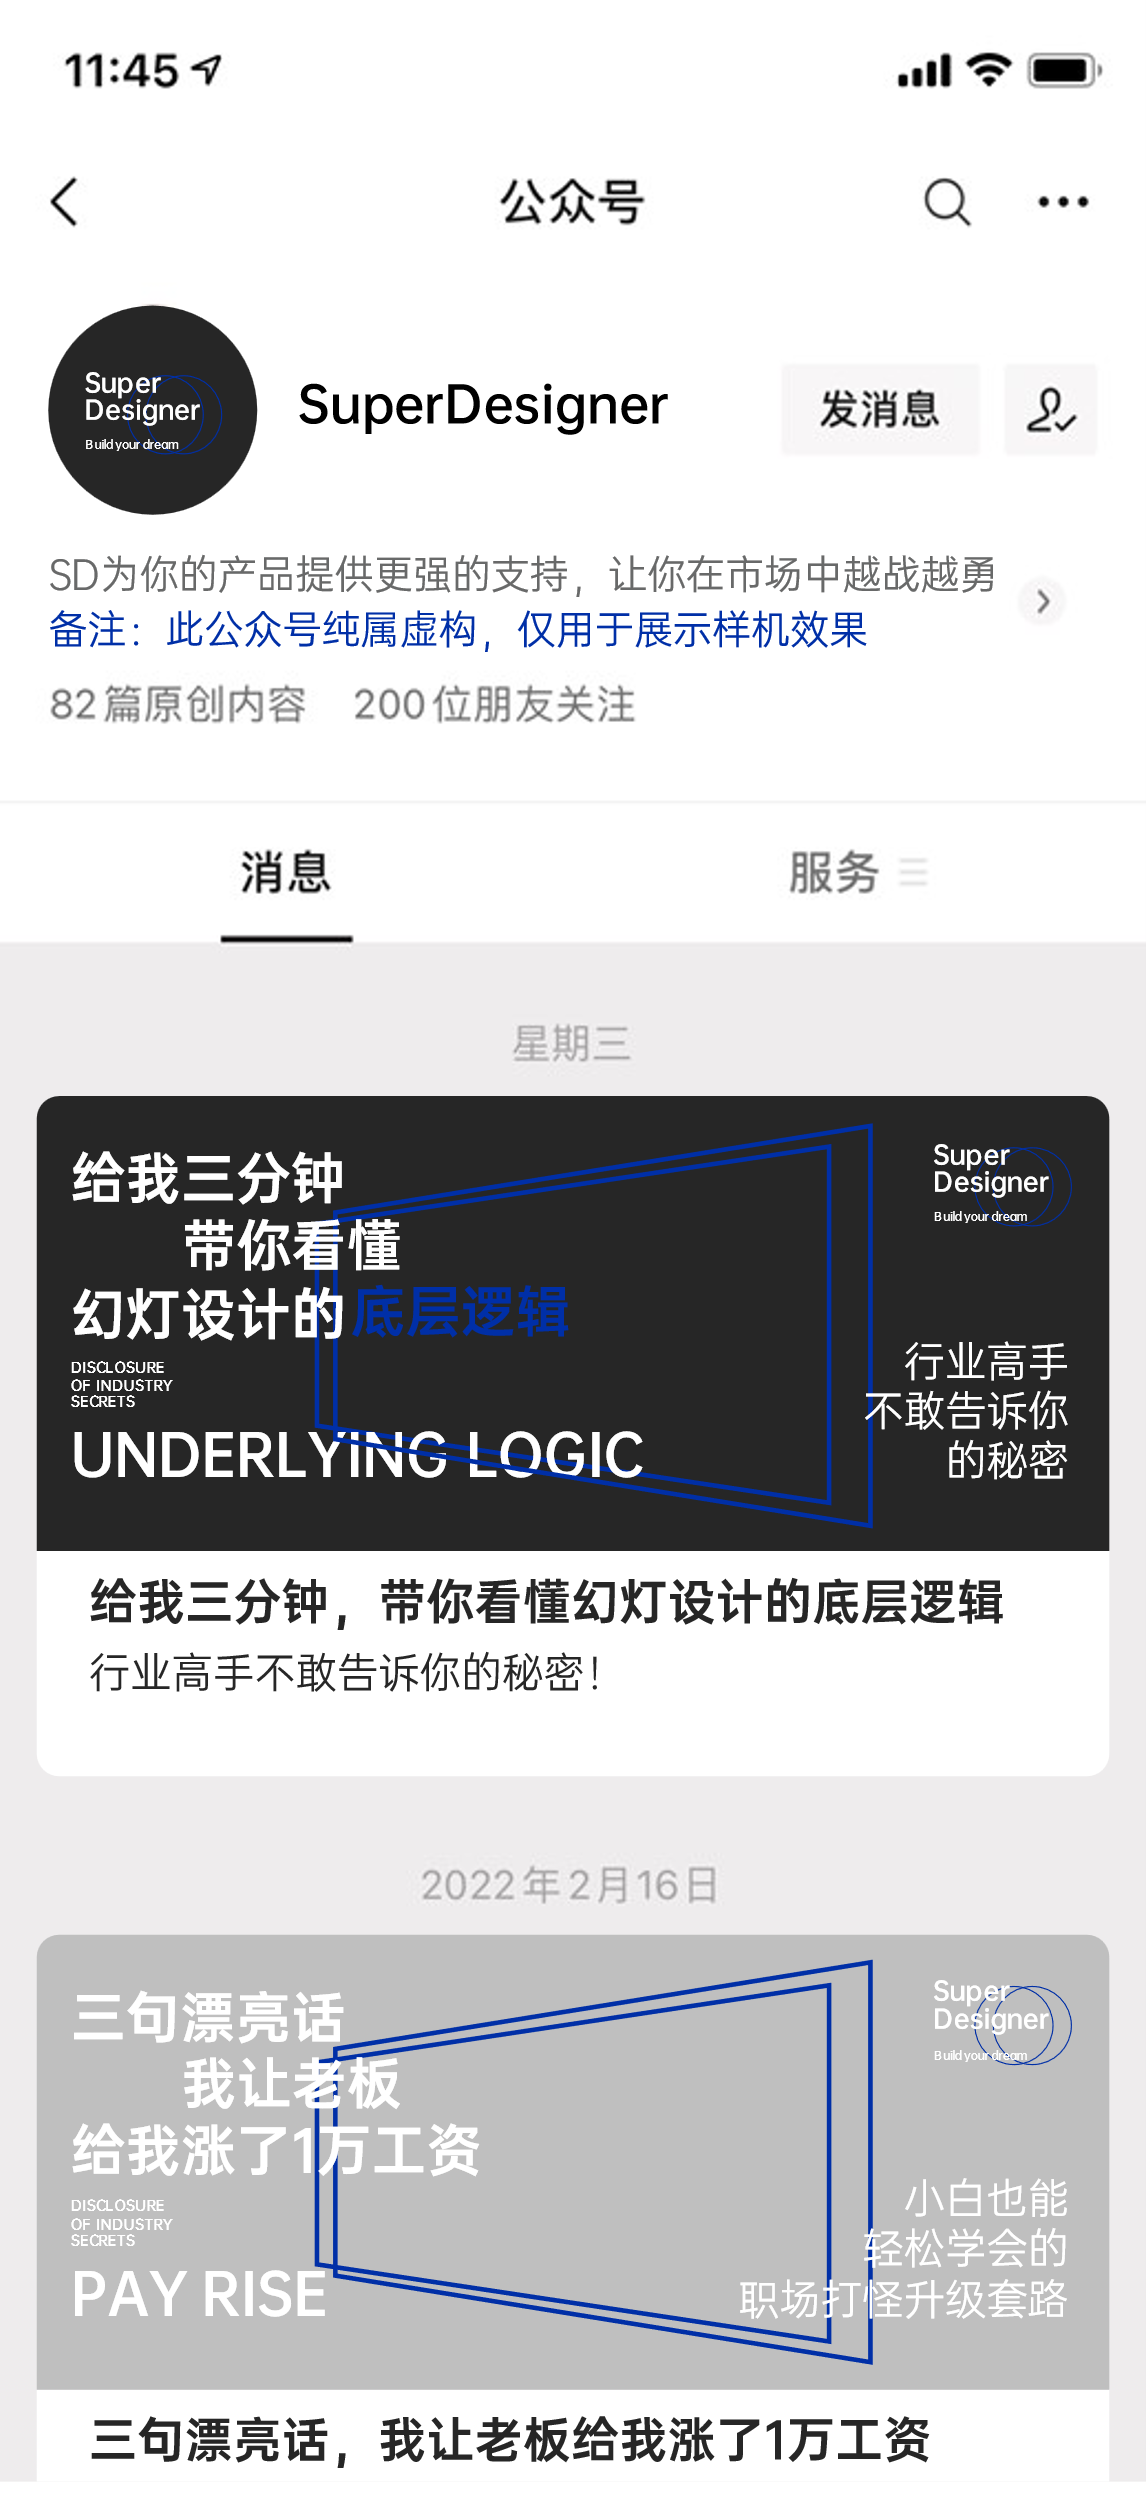 11:45
公众号
Super
Designer
Build your dream
SuperDesigner
发消息
SD为你的产品提供更强的支持，让你在市场中越战越勇
备注：此公众号纯属虚构，仅用于展示样机效果
82篇原创内容 200位朋友关注
消息
服务
星期三
给我三分钟
带你看懂
幻灯设计的底层逻辑
DISCLOSURE
OF INDUSTRY
SECRETS
UNDERLYING LOGIC
Super
Designer
Build your dream
行业高手
不敢告诉你
的秘密
给我三分钟，带你看懂幻灯设计的底层逻辑
行业高手不敢告诉你的秘密！
2022年2月16日
三句漂亮话
我让老板
给我涨了1万工资
DISCLOSURE
OF INDUSTRY
SECRETS
PAY RISE
Super
Designer
Build your dream
小白也能
轻松学会的
职场打怪升级套路
三句漂亮话，我让老板给我涨了1万工资